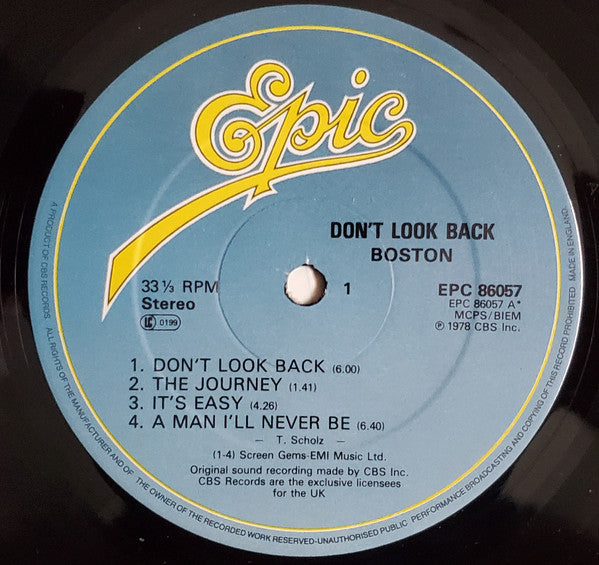 Epic
DON'T LOOK BACK
BOSTON
33⅓ RPM
Stereo
LC 0199
1
EPC 86057
EPC 86057 A*
MCPS/BIEM
℗ 1978 CBS Inc.
1. DON'T LOOK BACK (6.00)
2. THE JOURNEY (1.41)
3. IT'S EASY (4.26)
4. A MAN I'LL NEVER BE (6.40)
— T. Scholz —
(1-4) Screen Gems-EMI Music Ltd.
Original sound recording made by CBS Inc.
CBS Records are the exclusive licensees
for the UK
A PRODUCT OF CBS RECORDS. ALL RIGHTS OF THE MANUFACTURER AND OF THE OWNER OF THE RECORDED WORK RESERVED-UNAUTHORISED PUBLIC PERFORMANCE BROADCASTING AND COPYING OF THIS RECORD PROHIBITED. MADE IN ENGLAND.